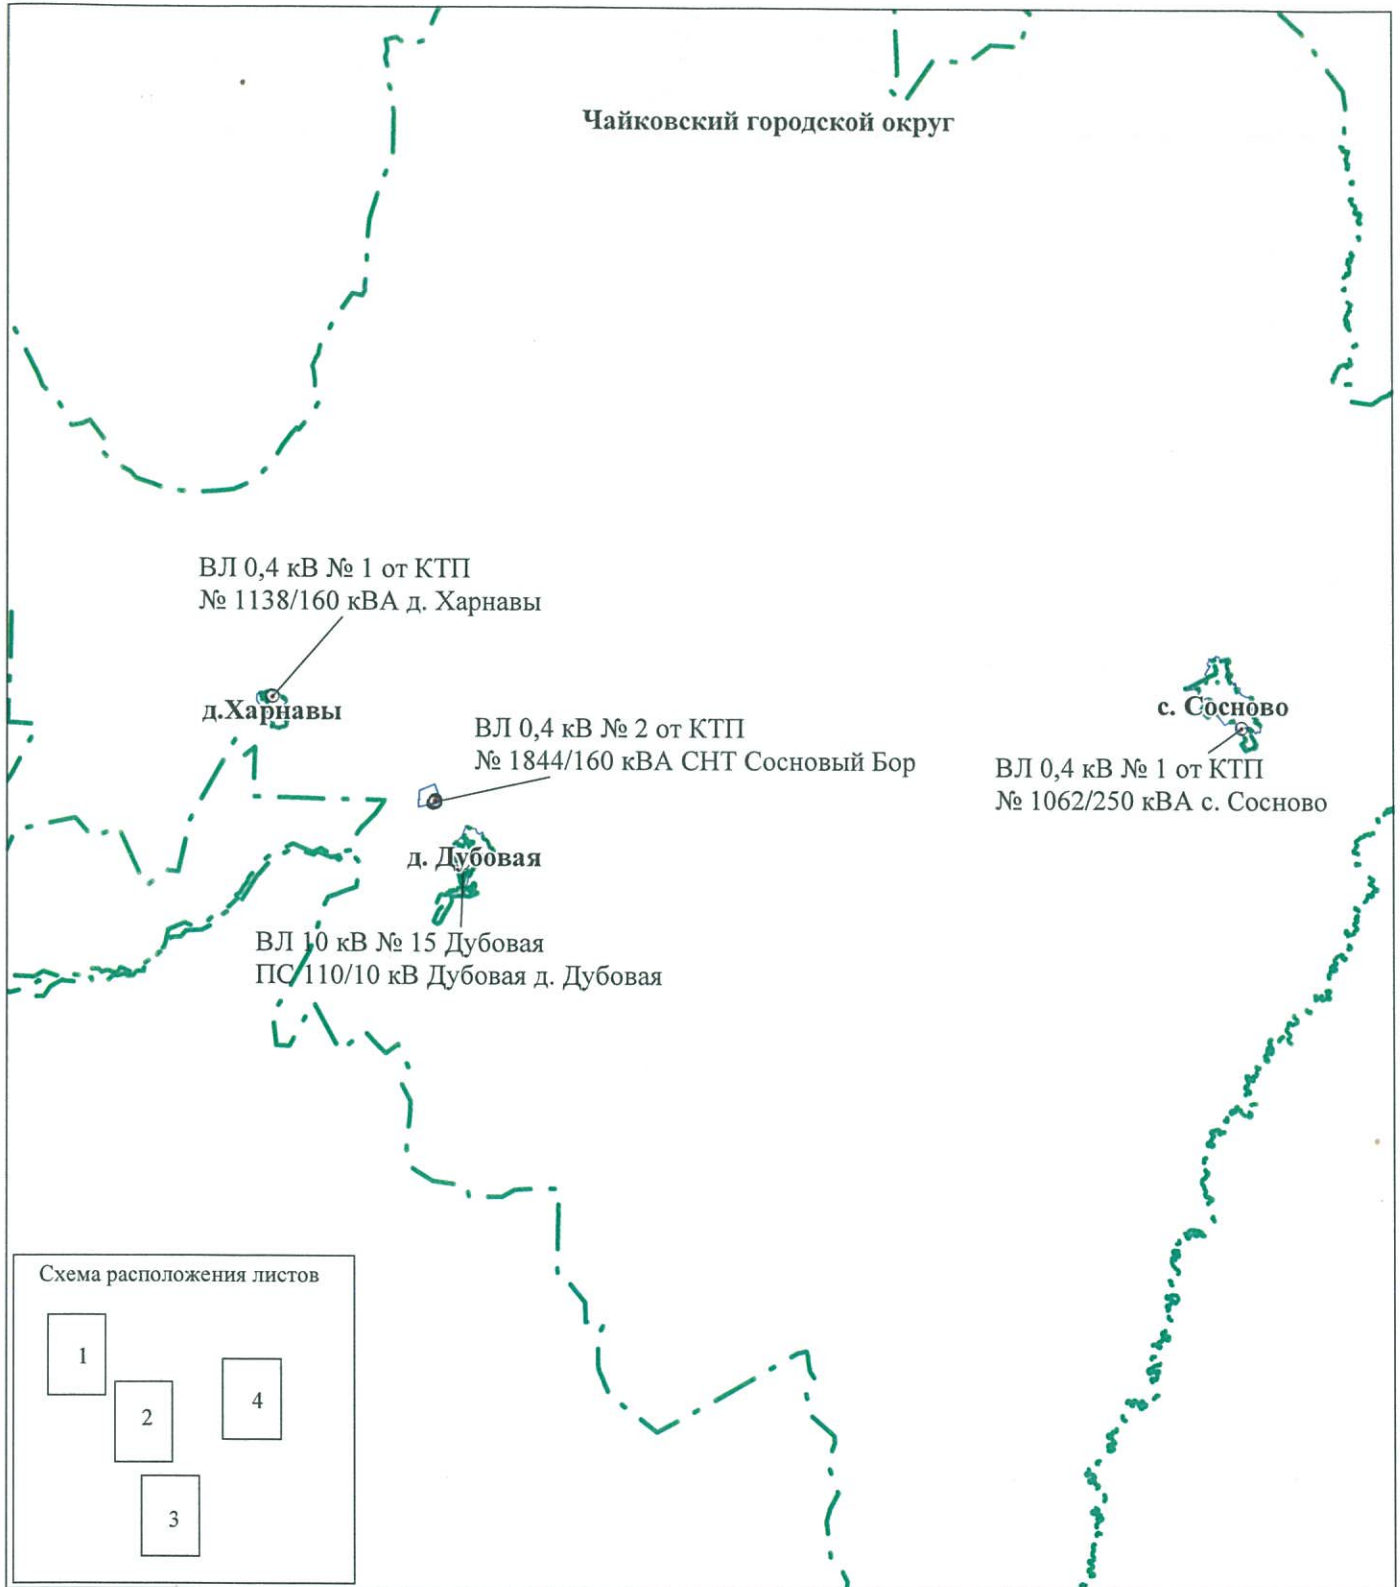 Чайковский городской округ
ВЛ 0,4 кВ № 1 от КТП
№ 1138/160 кВА д. Харнавы
д.Харнавы
ВЛ 0,4 кВ № 2 от КТП
№ 1844/160 кВА СНТ Сосновый Бор
с. Сосново
ВЛ 0,4 кВ № 1 от КТП
№ 1062/250 кВА с. Сосново
д. Дубовая
ВЛ 10 кВ № 15 Дубовая
ПС 110/10 кВ Дубовая д. Дубовая
Схема расположения листов
1
2
4
3